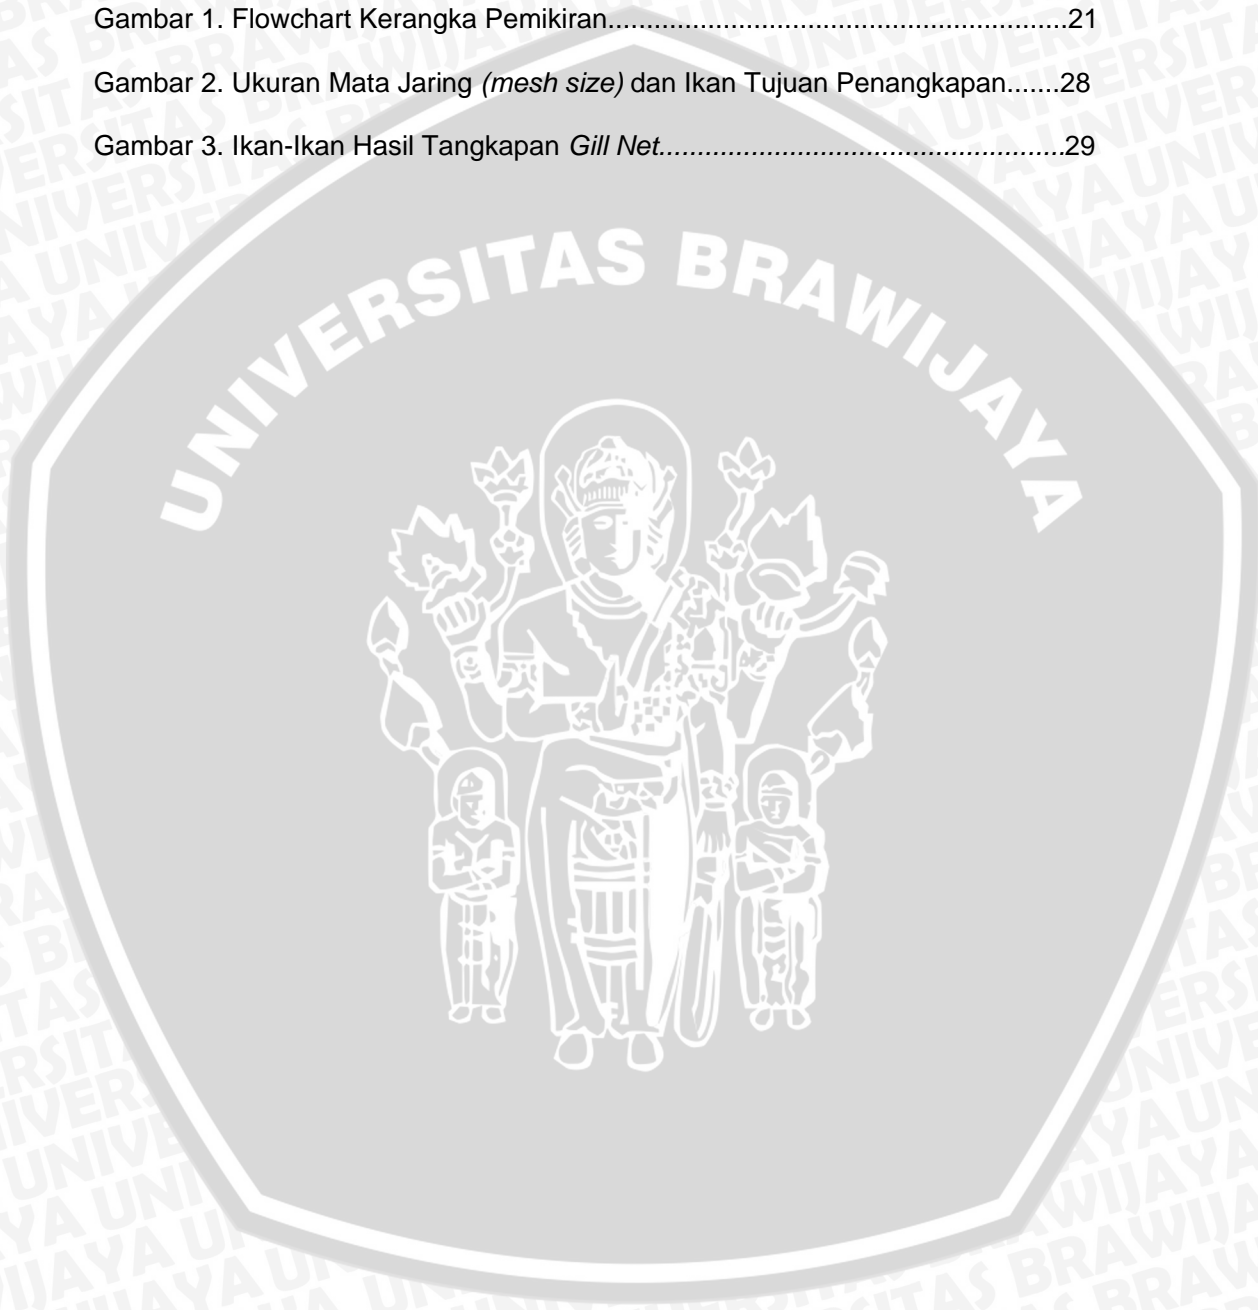 Gambar 1. Flowchart Kerangka Pemikiran..........................................................21
Gambar 2. Ukuran Mata Jaring (mesh size) dan Ikan Tujuan Penangkapan.......28
Gambar 3. Ikan-Ikan Hasil Tangkapan Gill Net...................................................29
UNIVERSITAS BRAWIJAYA